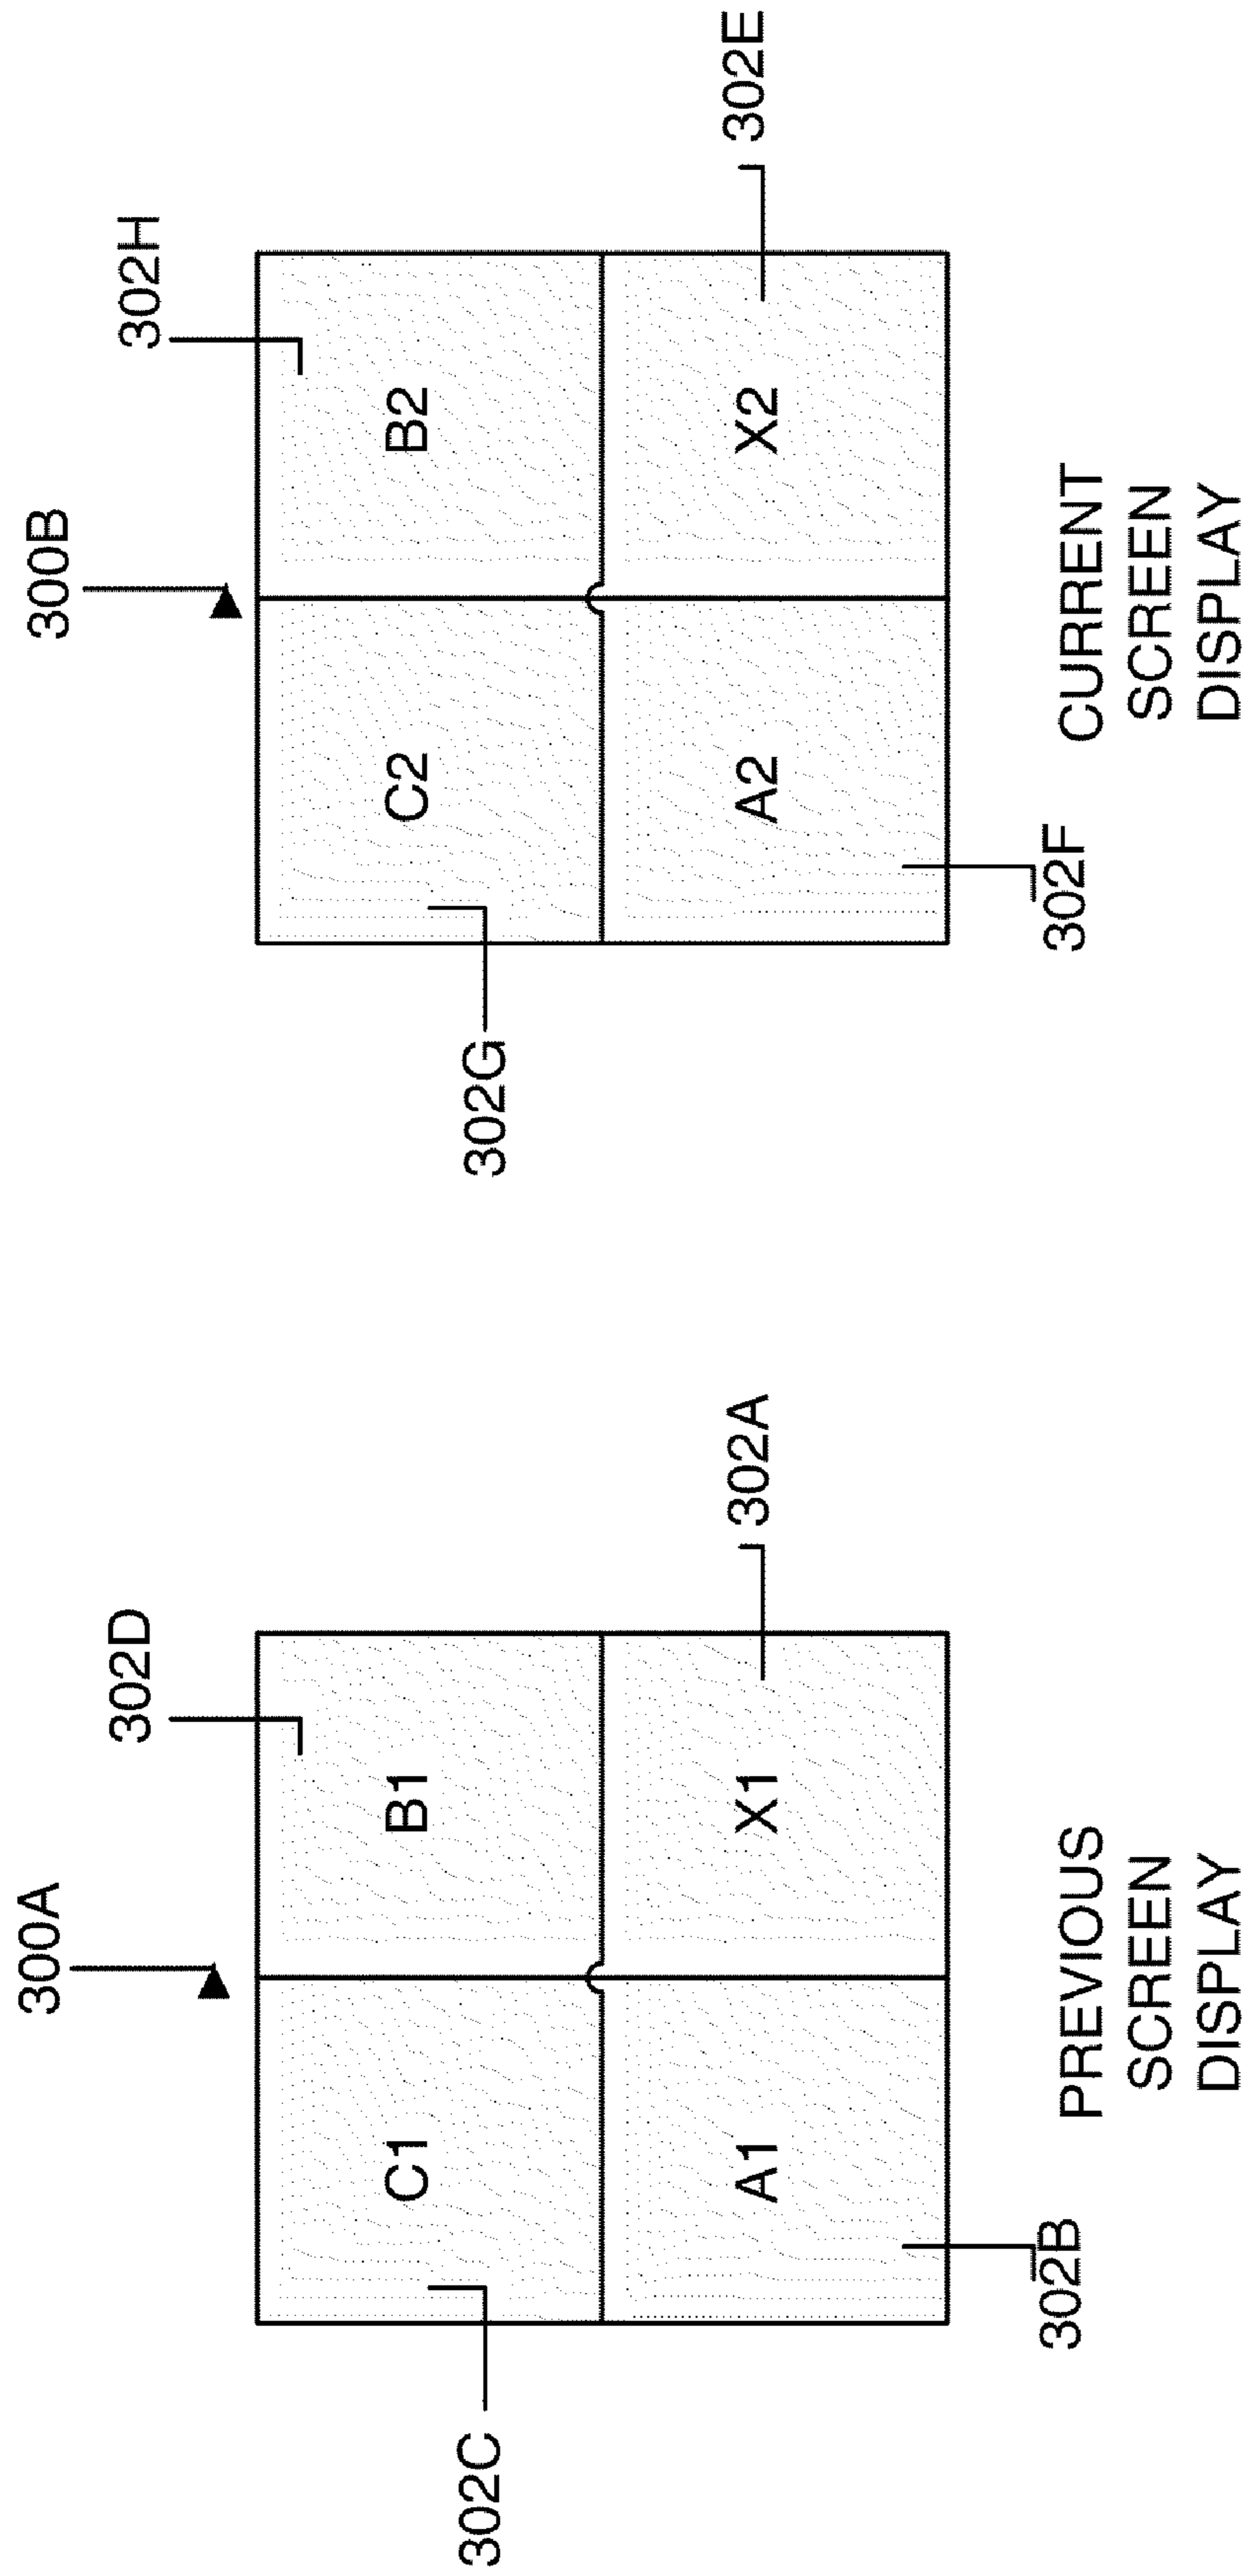 300A
302D
C1
B1
302C
A1
X1
302A
302B
PREVIOUS
SCREEN
DISPLAY
300B
302H
C2
B2
302G
A2
X2
302E
302F
CURRENT
SCREEN
DISPLAY